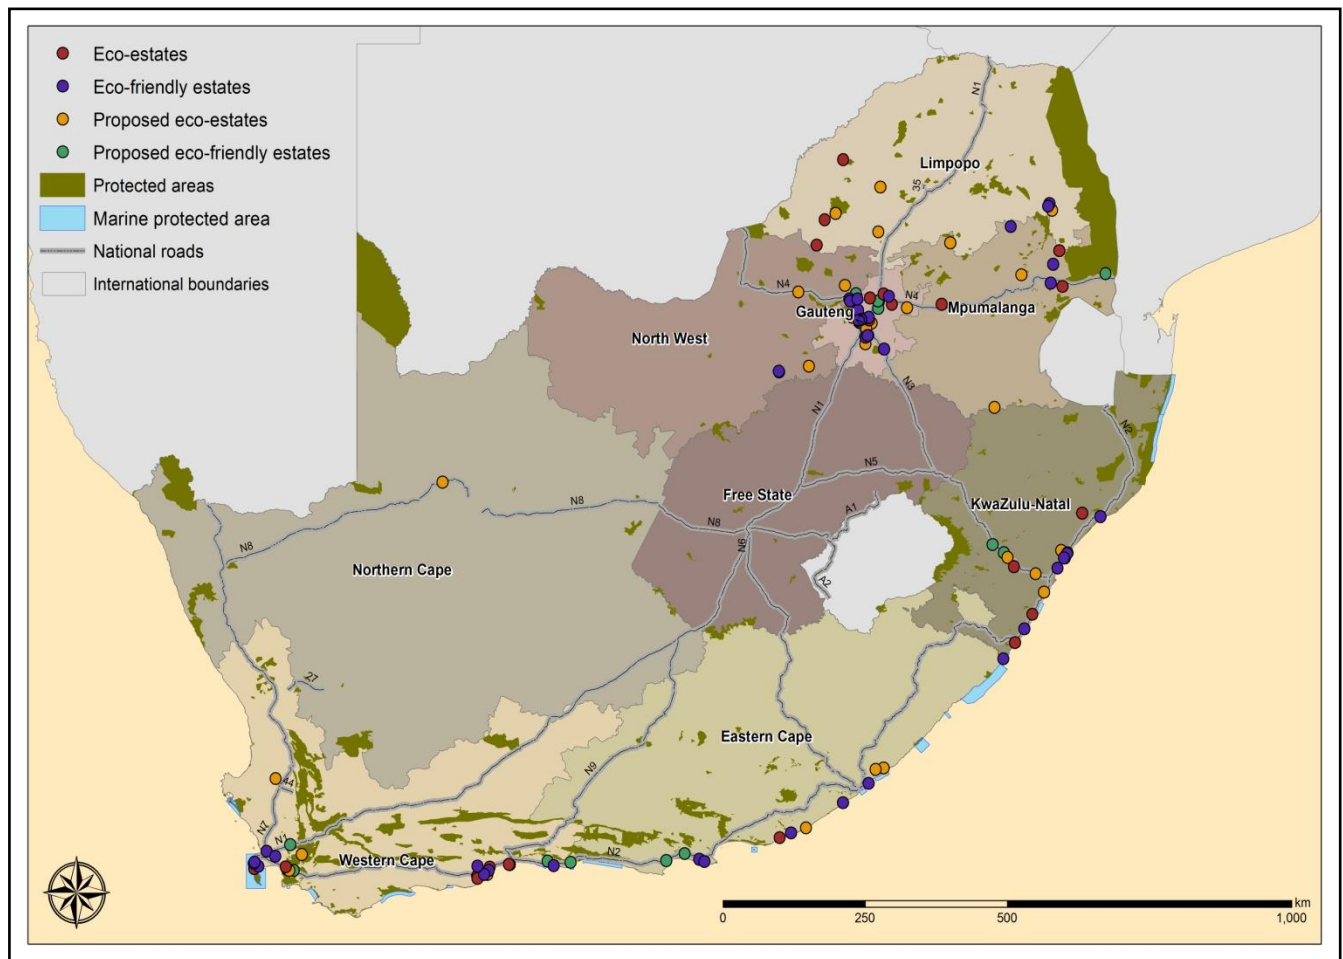 Eco-estates
Eco-friendly estates
Proposed eco-estates
Proposed eco-friendly estates
Protected areas
Marine protected area
National roads
International boundaries
N1
Limpopo
35
N4
Gauteng
N4
Mpumalanga
North West
N3
N1
N2
N5
Free State
KwaZulu-Natal
N8
A1
N8
N8
N6
Northern Cape
A2
27
Eastern Cape
N9
44
N7
N1
Western Cape
N2
km
0 250 500 1,000